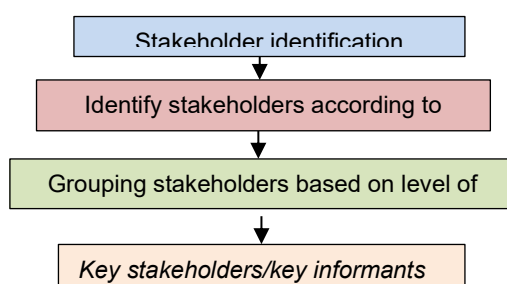 Stakeholder identification
Identify stakeholders according to
Grouping stakeholders based on level of
Key stakeholders/key informants